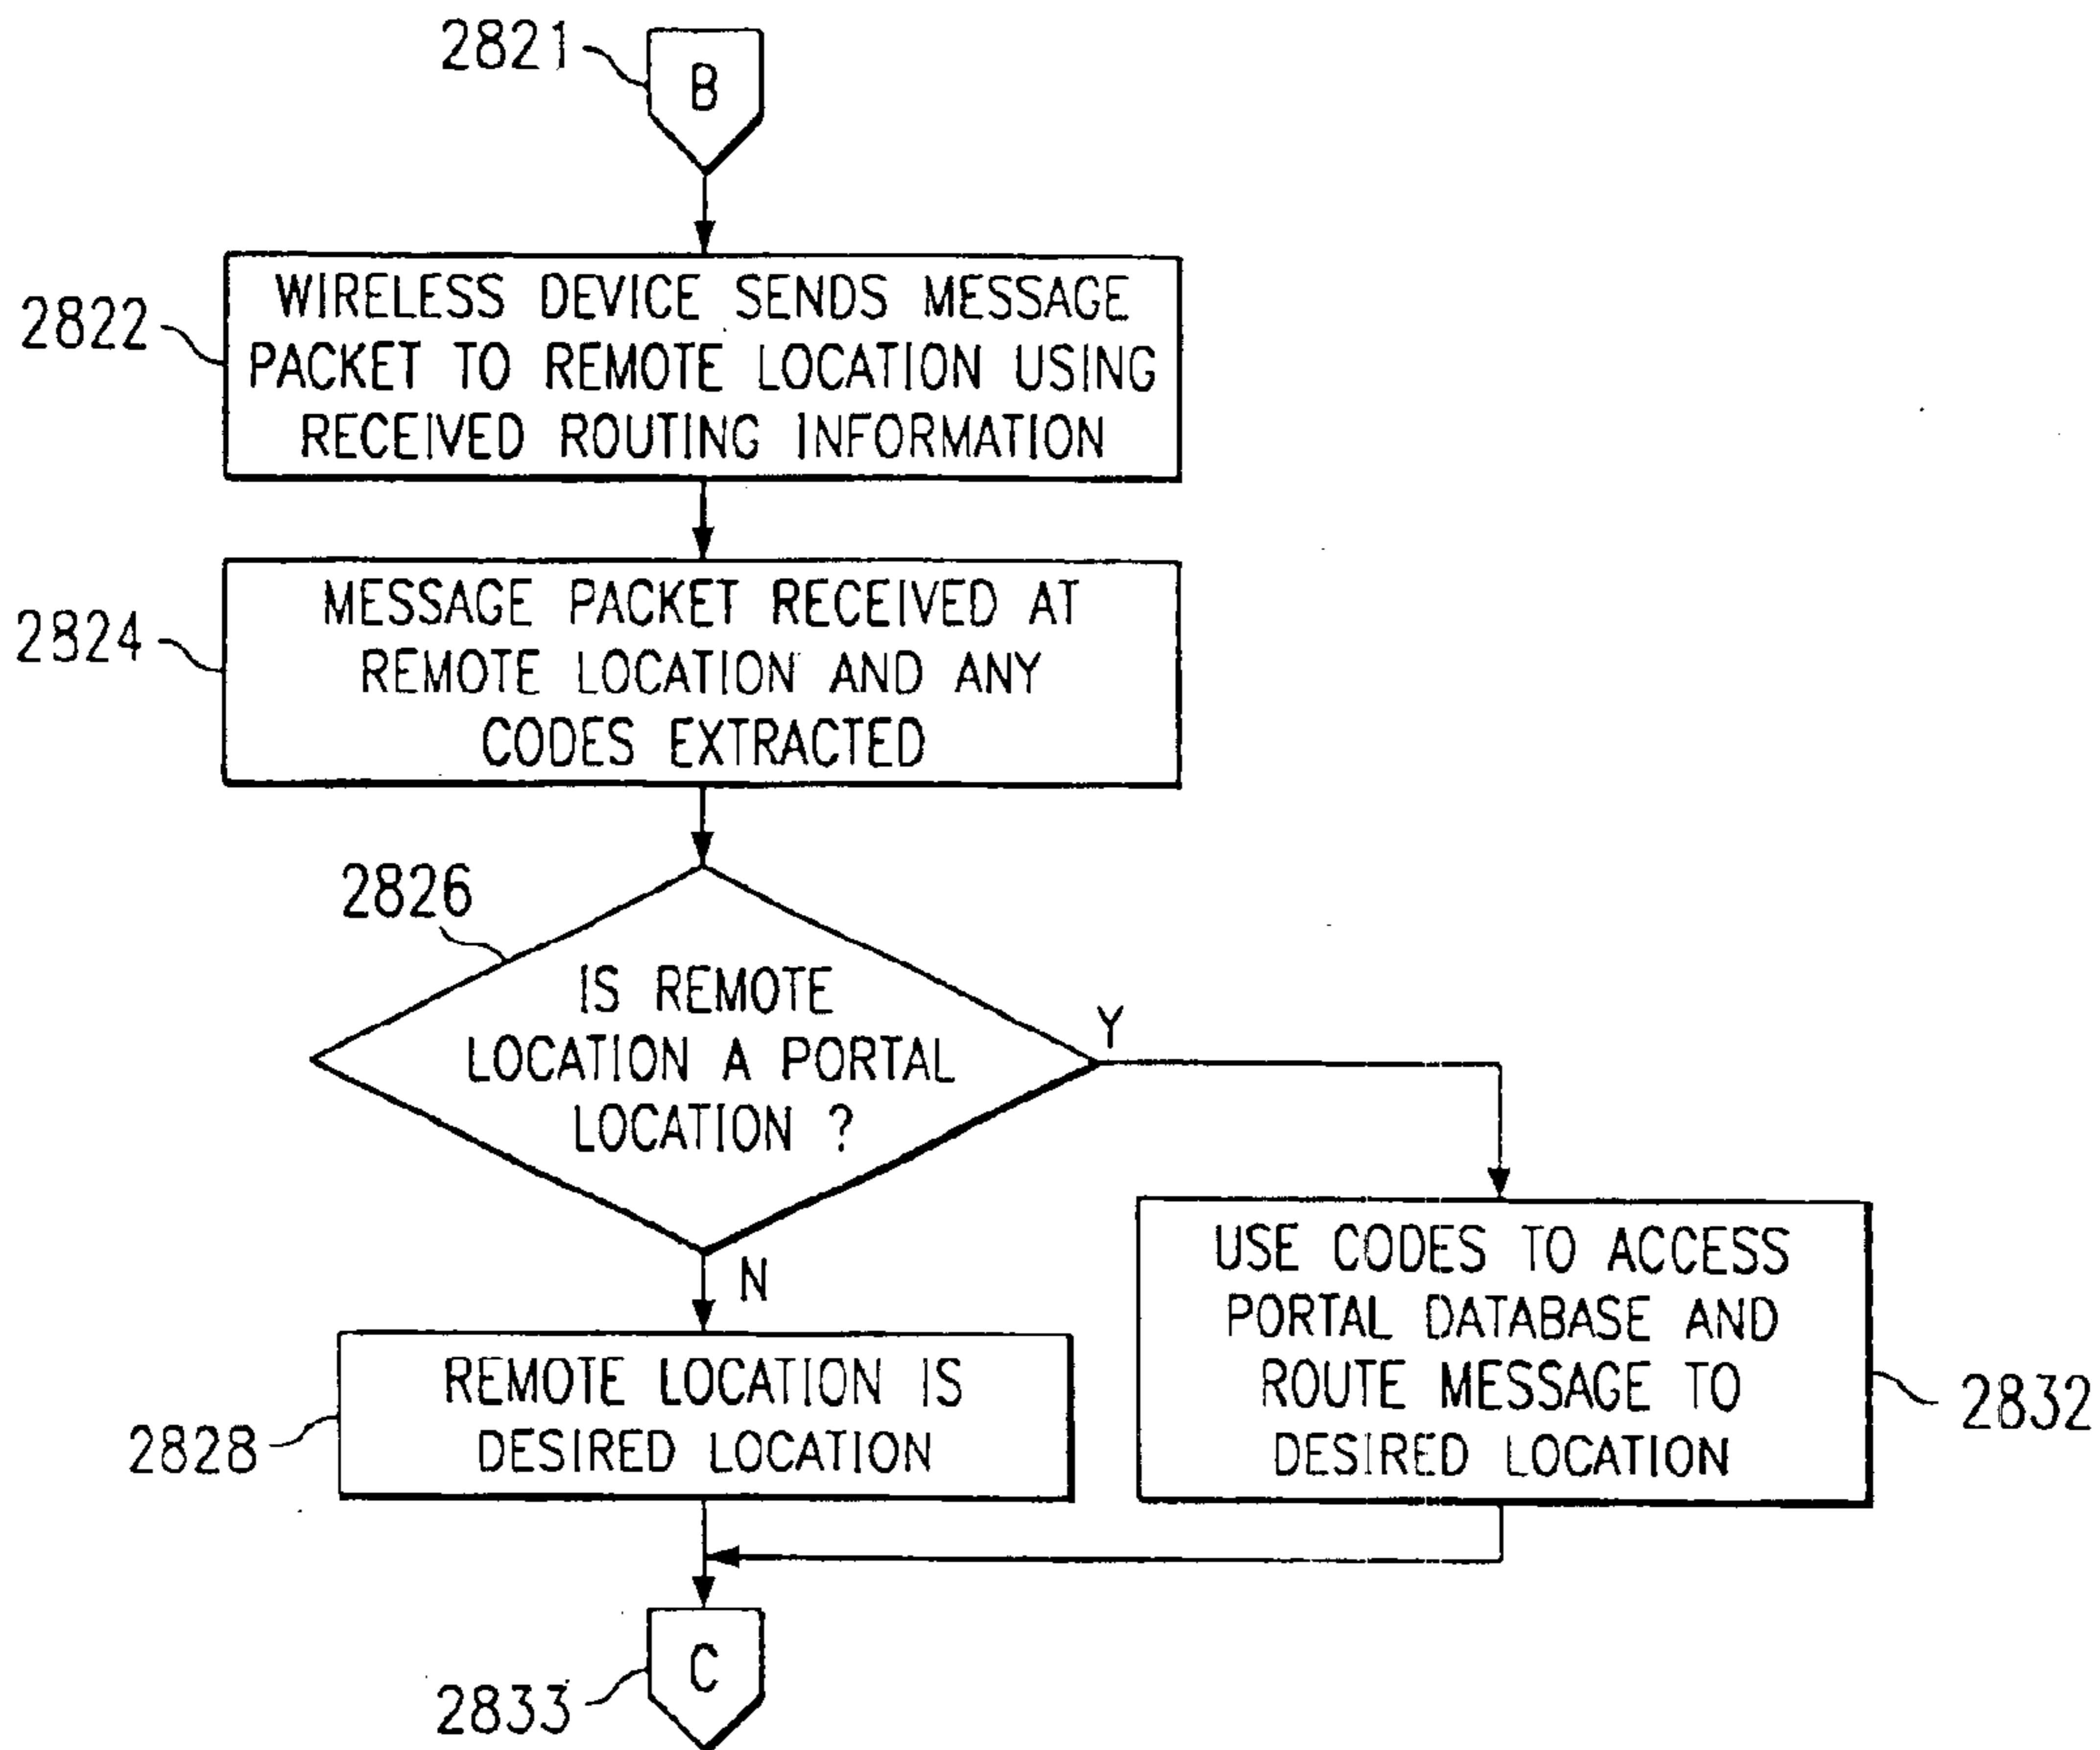 2821
B
2822
WIRELESS DEVICE SENDS MESSAGE
PACKET TO REMOTE LOCATION USING
RECEIVED ROUTING INFORMATION
2824
MESSAGE PACKET RECEIVED AT
REMOTE LOCATION AND ANY
CODES EXTRACTED
2826
IS REMOTE
LOCATION A PORTAL
LOCATION ?
Y
N
REMOTE LOCATION IS
DESIRED LOCATION
2828
USE CODES TO ACCESS
PORTAL DATABASE AND
ROUTE MESSAGE TO
DESIRED LOCATION
2832
C
2833